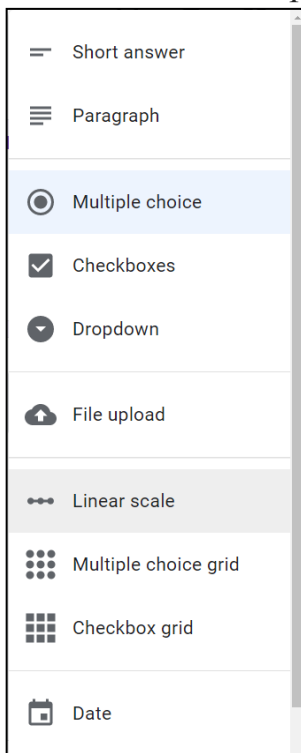 Short answer
Paragraph
Multiple choice
Checkboxes
Dropdown
File upload
Linear scale
Multiple choice grid
Checkbox grid
Date